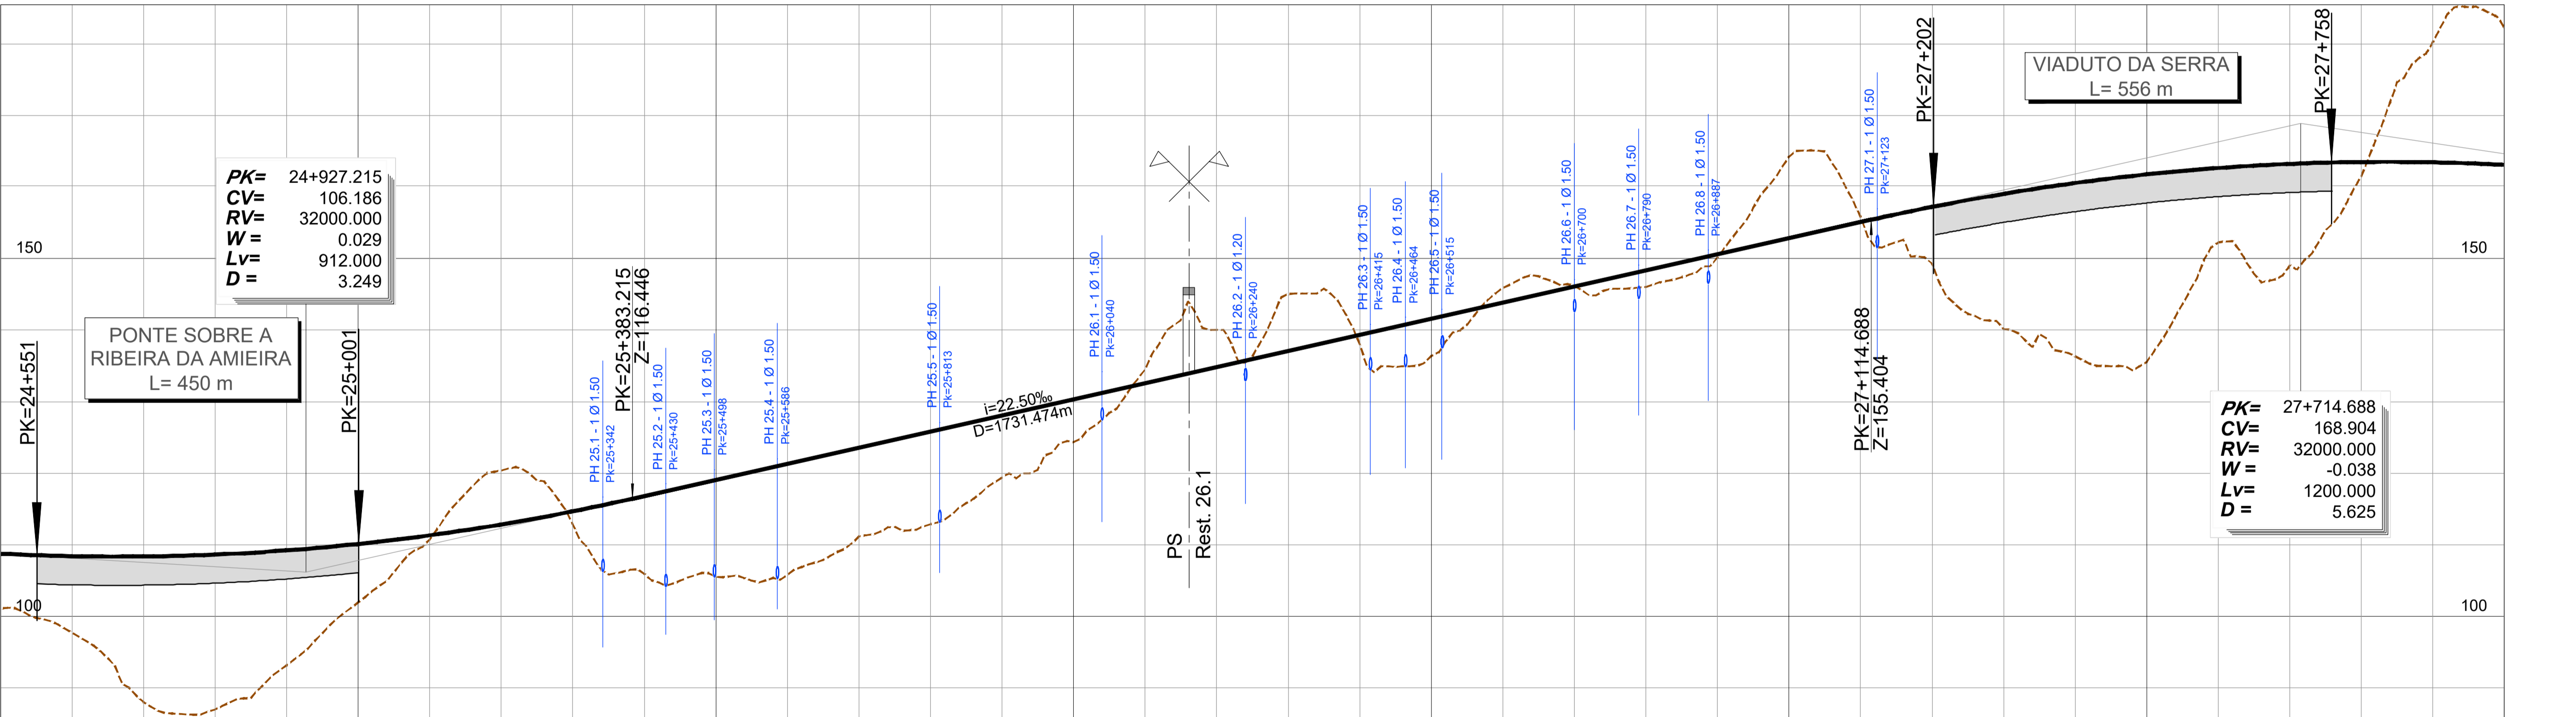 PK= 24+927.215
CV= 106.186
RV= 32000.000
W = 0.029
Lv= 912.000
D = 3.249
150
PONTE SOBRE A
RIBEIRA DA AMIEIRA
L= 450 m
PK=24+551
PK=25+001
100
PH 25.1 - 1 Ø 1.50
Pk=25+342
PK=25+383.215
Z=116.446
PH 25.2 - 1 Ø 1.50
Pk=25+430
PH 25.3 - 1 Ø 1.50
Pk=25+498
PH 25.4 - 1 Ø 1.50
Pk=25+586
PH 25.5 - 1 Ø 1.50
Pk=25+813
i=22.50‰
D=1731.474m
PH 26.1 - 1 Ø 1.50
Pk=26+040
PS
Rest. 26.1
PH 26.2 - 1 Ø 1.20
Pk=26+240
PH 26.3 - 1 Ø 1.50
Pk=26+415
PH 26.4 - 1 Ø 1.50
Pk=26+464
PH 26.5 - 1 Ø 1.50
Pk=26+515
PH 26.6 - 1 Ø 1.50
Pk=26+700
PH 26.7 - 1 Ø 1.50
Pk=26+790
PH 26.8 - 1 Ø 1.50
Pk=26+887
PH 27.1 - 1 Ø 1.50
Pk=27+123
PK=27+114.688
Z=155.404
PK=27+202
VIADUTO DA SERRA
L= 556 m
PK=27+758
150
PK= 27+714.688
CV= 168.904
RV= 32000.000
W = -0.038
Lv= 1200.000
D = 5.625
100